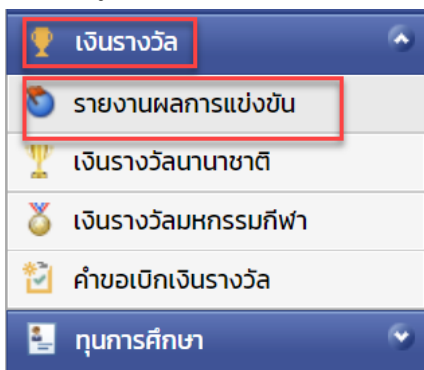 เงินรางวัล
รายงานผลการแข่งขัน
เงินรางวัลนานาชาติ
เงินรางวัลมหกรรมกีฬา
คำขอเบิกเงินรางวัล
ทุนการศึกษา